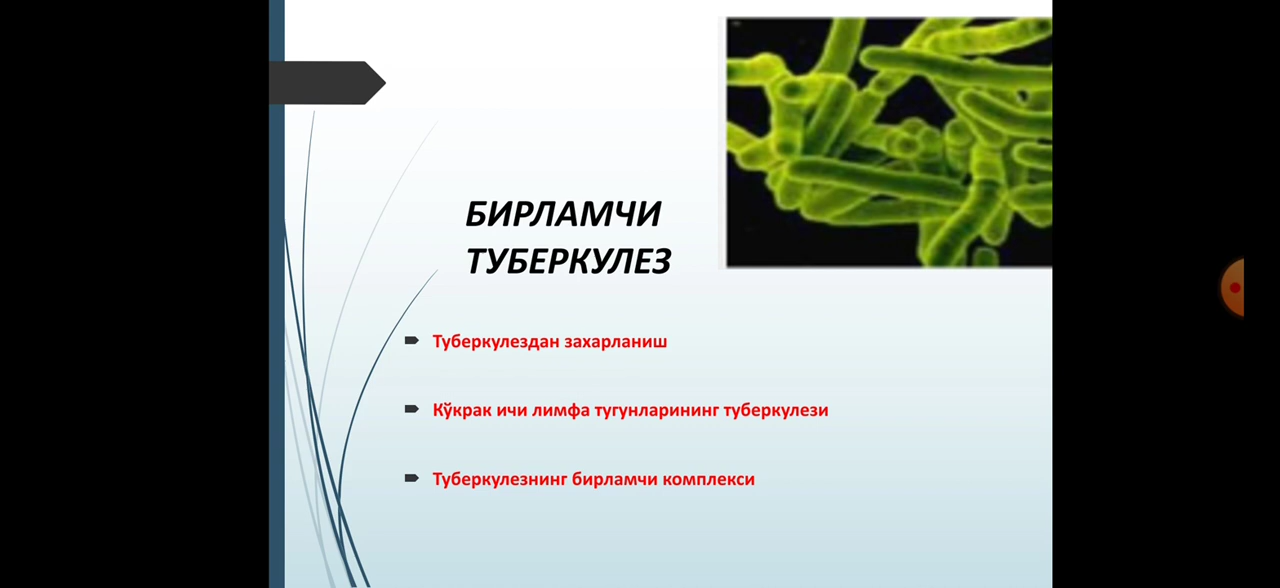 БИРЛАМЧИ
ТУБЕРКУЛЕЗ
Туберкулездан захарланиш
Кўкрак ичи лимфа тугунларининг туберкулези
Туберкулезнинг бирламчи комплекси